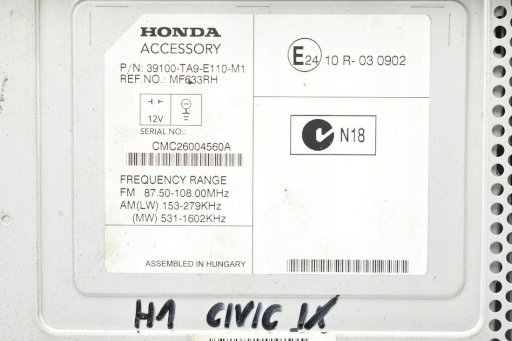 HONDA
ACCESSORY
P/N: 39100-TA9-E110-M1
REF.NO.: MF633RH
12V
SERIAL NO.:
CMC26004560A
FREQUENCY RANGE
FM 87.50-108.00MHz
AM(LW) 153-279KHz
(MW) 531-1602KHz
ASSEMBLED IN HUNGARY
E24 10 R- 03 0902
N18
H1 CIVIC IX